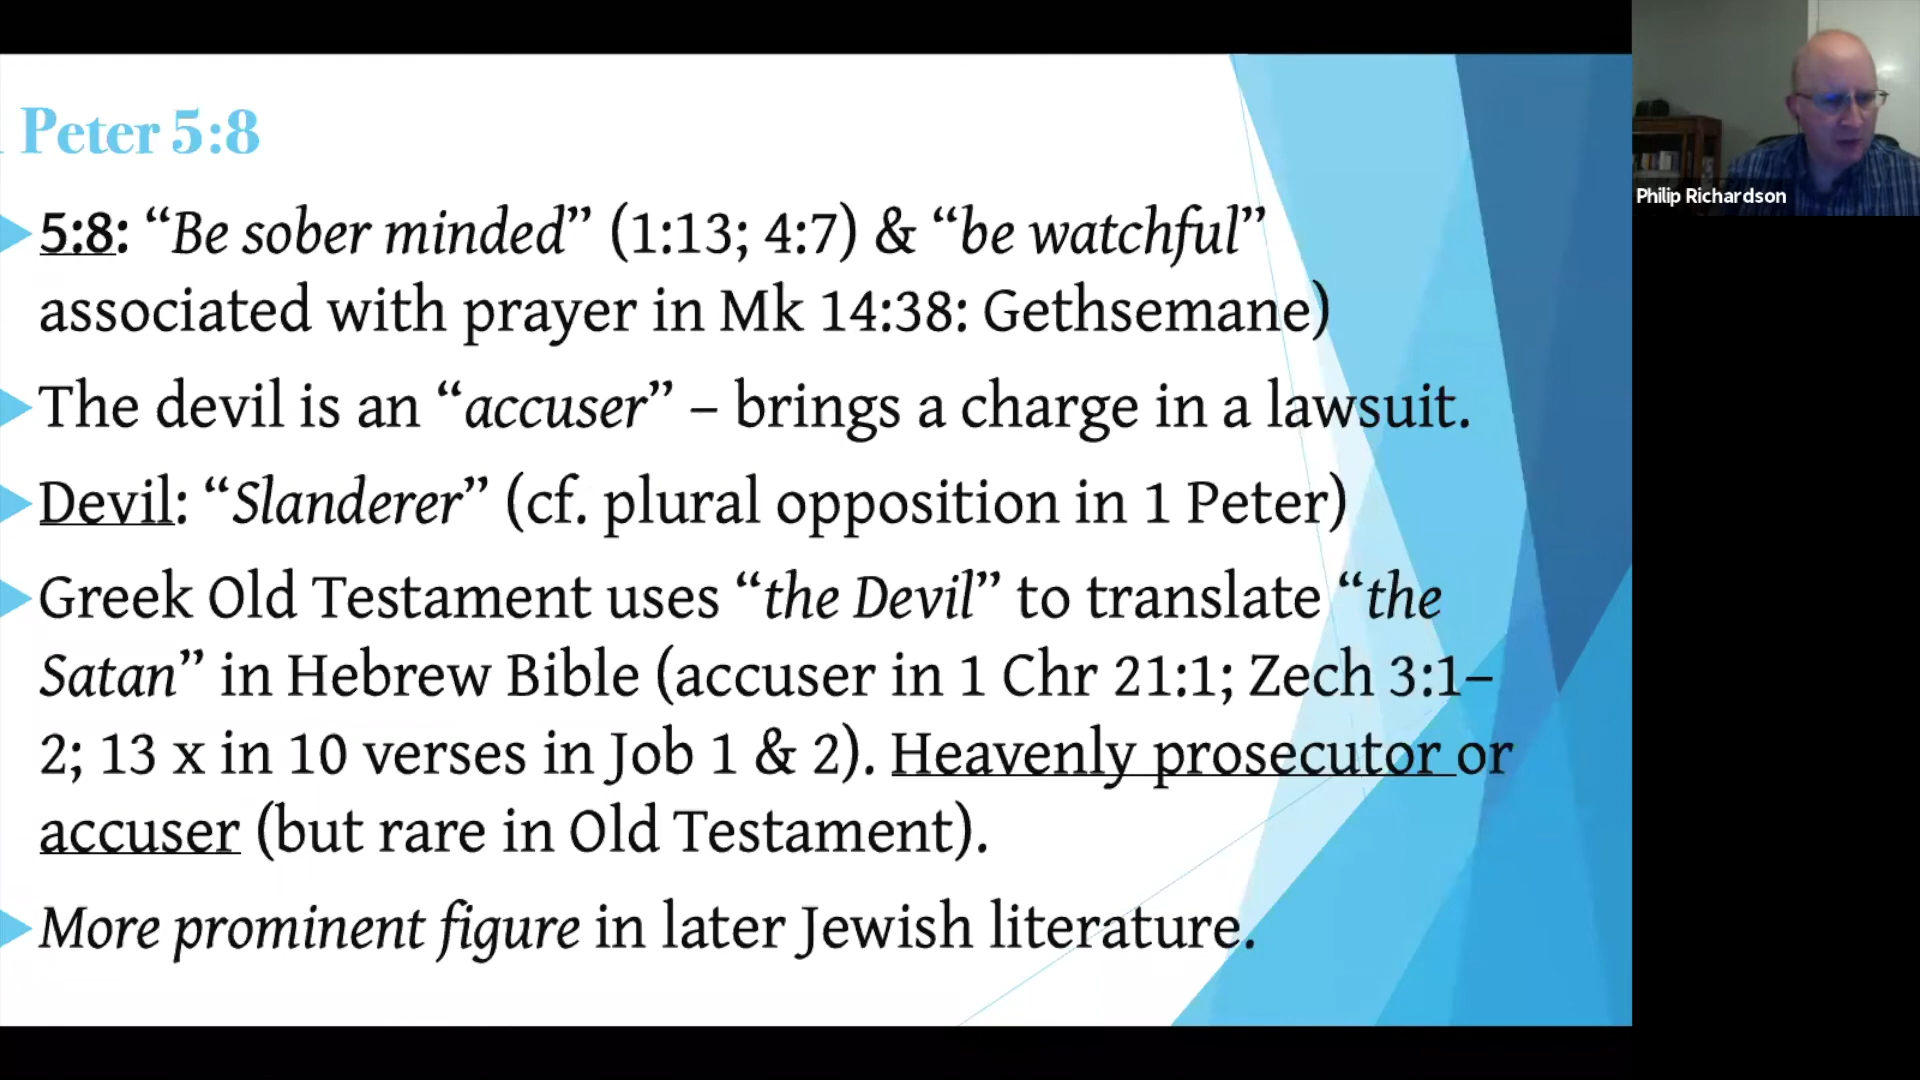 Peter 5:8
5:8: “Be sober minded” (1:13; 4:7) & “be watchful”
associated with prayer in Mk 14:38: Gethsemane)
The devil is an “accuser” – brings a charge in a lawsuit.
Devil: “Slanderer” (cf. plural opposition in 1 Peter)
Greek Old Testament uses “the Devil” to translate “the
Satan” in Hebrew Bible (accuser in 1 Chr 21:1; Zech 3:1–
2; 13 x in 10 verses in Job 1 & 2). Heavenly prosecutor or
accuser (but rare in Old Testament).
More prominent figure in later Jewish literature.
Philip Richardson